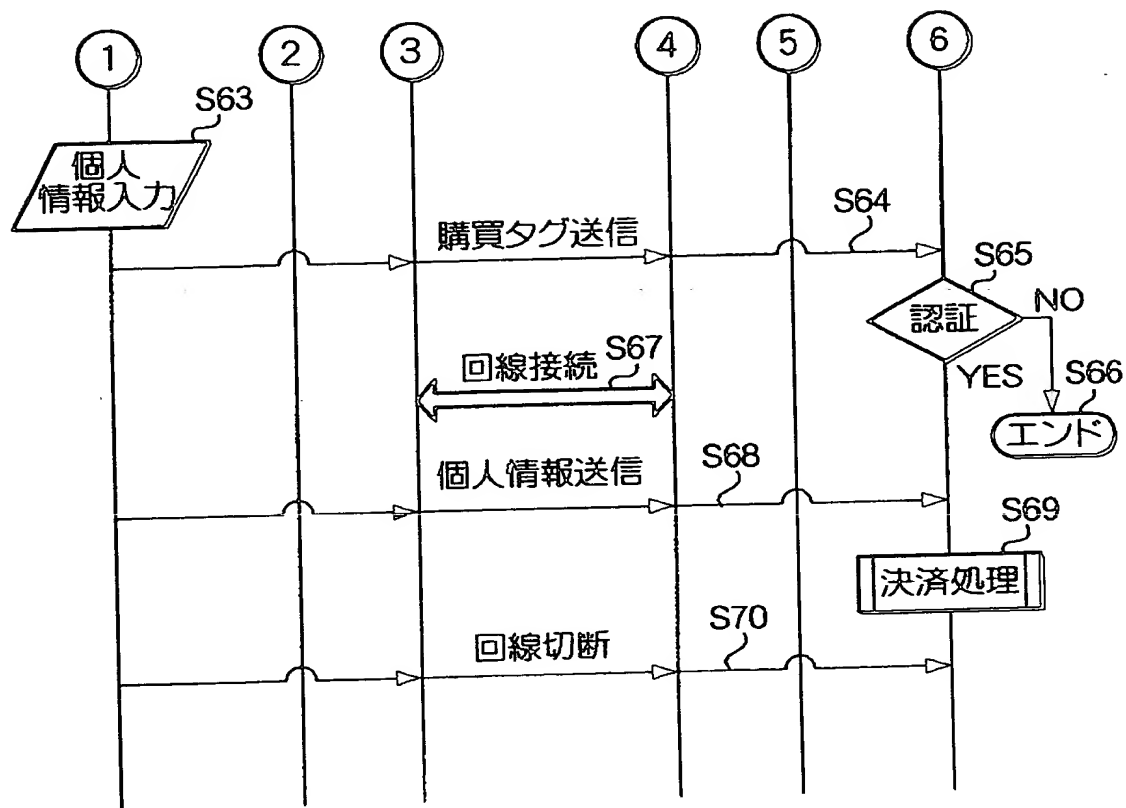 1
2
3
4
5
6
S63
個人
情報入力
購買タグ送信
S64
S65
認証
NO
YES
S66
エンド
回線接続
S67
個人情報送信
S68
S69
決済処理
回線切断
S70